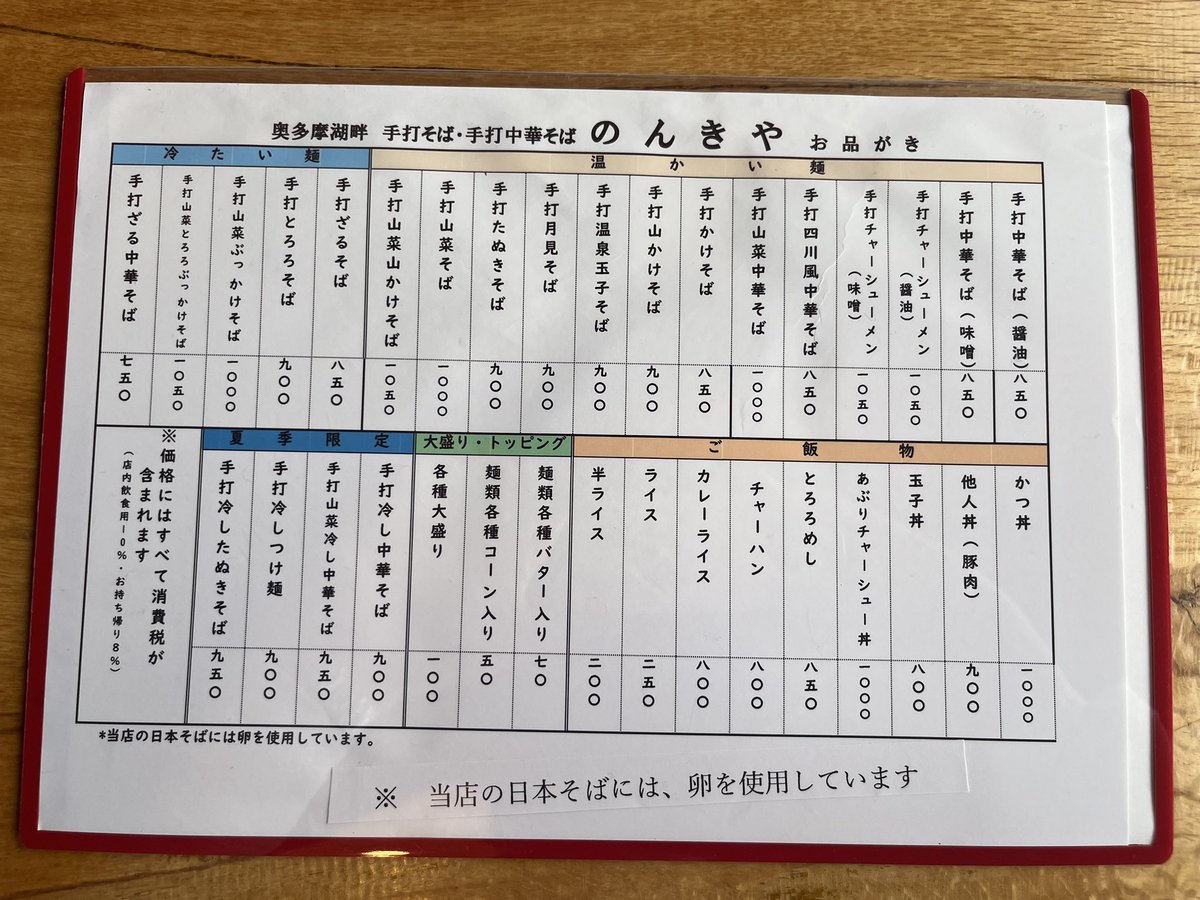 奥多摩湖畔 手打そば・手打中華そば のんきや お品がき
温かい麺
手打中華そば（醤油） 八五〇
手打中華そば（味噌） 八五〇
手打チャーシューメン（醤油） 一〇五〇
手打チャーシューメン（味噌） 一〇五〇
手打四川風中華そば 八五〇
手打山菜中華そば 一〇〇〇
手打かけそば 八五〇
手打山かけそば 九〇〇
手打温泉玉子そば 九〇〇
手打月見そば 九〇〇
手打たぬきそば 九〇〇
手打山菜そば 一〇〇〇
手打山菜山かけそば 一〇五〇
冷たい麺
手打ざるそば 八五〇
手打とろろそば 九〇〇
手打山菜ぶっかけそば 一〇〇〇
手打山菜とろろぶっかけそば 一〇五〇
手打ざる中華そば 七五〇
ご飯物
かつ丼 一〇〇〇
他人丼（豚肉） 九〇〇
玉子丼 八〇〇
あぶりチャーシュー丼 一〇〇〇
とろろめし 八五〇
チャーハン 八〇〇
カレーライス 八〇〇
ライス 二五〇
半ライス 二〇〇
大盛り・トッピング
麺類各種バター入り 七〇
麺類各種コーン入り 五〇
各種大盛り 一〇〇
夏季限定
手打冷し中華そば 九〇〇
手打山菜冷し中華そば 九五〇
手打冷しつけ麺 九〇〇
手打冷したぬきそば 九五〇
※価格にはすべて消費税が
含まれます
（店内飲食用10％・お持ち帰り8％）
*当店の日本そばには卵を使用しています。
※ 当店の日本そばには、卵を使用しています